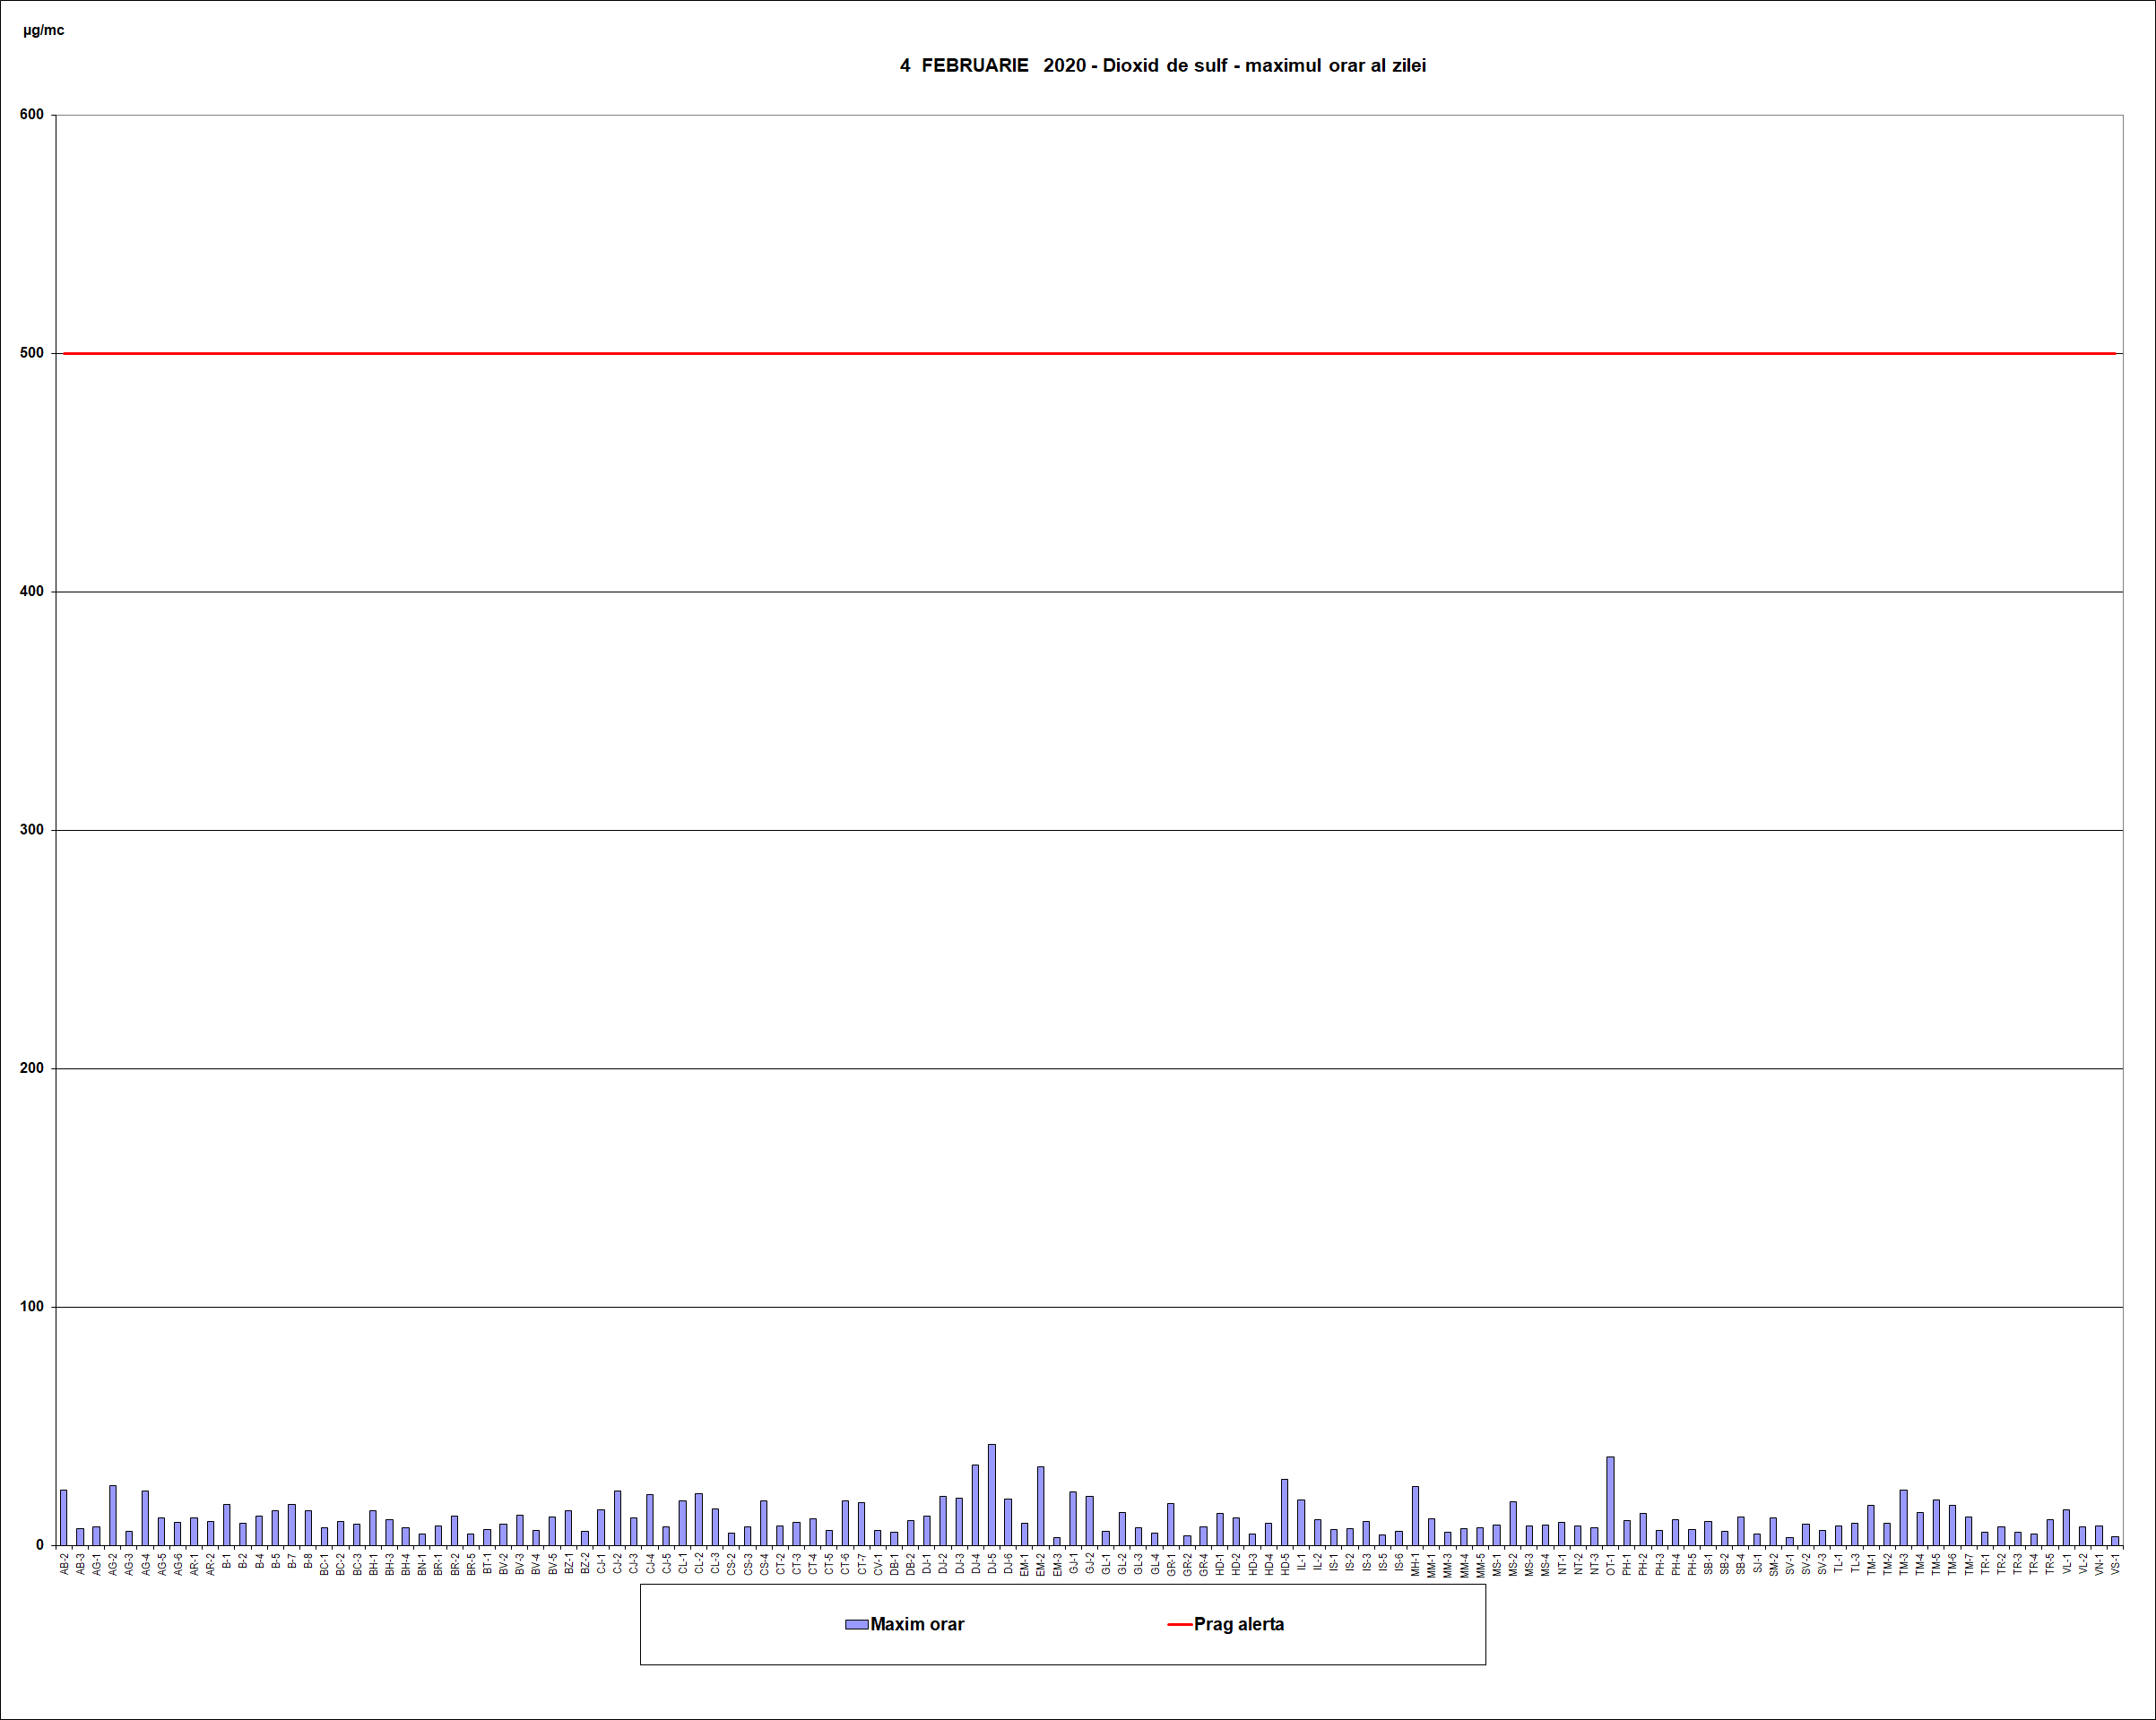 µg/mc
4 FEBRUARIE 2020 - Dioxid de sulf - maximul orar al zilei
600
500
400
300
200
100
0
AB-2 AB-3 AG-1 AG-2 AG-3 AG-4 AG-5 AG-6 AR-1 AR-2 B-1 B-2 B-4 B-5 B-7 B-8 BC-1 BC-2 BC-3 BH-1 BH-3 BH-4 BN-1 BR-1 BR-2 BR-5 BT-1 BV-2 BV-3 BV-4 BV-5 BZ-1 BZ-2 CJ-1 CJ-2 CJ-3 CJ-4 CJ-5 CL-1 CL-2 CL-3 CS-2 CS-3 CS-4 CT-2 CT-3 CT-4 CT-5 CT-6 CT-7 CV-1 DB-1 DB-2 DJ-1 DJ-2 DJ-3 DJ-4 DJ-5 DJ-6 EM-1 EM-2 EM-3 GJ-1 GJ-2 GL-1 GL-2 GL-3 GL-4 GR-1 GR-2 GR-4 HD-1 HD-2 HD-3 HD-4 HD-5 IL-1 IL-2 IS-1 IS-2 IS-3 IS-5 IS-6 MH-1 MM-1 MM-3 MM-4 MM-5 MS-1 MS-2 MS-3 MS-4 NT-1 NT-2 NT-3 OT-1 PH-1 PH-2 PH-3 PH-4 PH-5 SB-1 SB-2 SB-4 SJ-1 SM-2 SV-1 SV-2 SV-3 TL-1 TL-3 TM-1 TM-2 TM-3 TM-4 TM-5 TM-6 TM-7 TR-1 TR-2 TR-3 TR-4 TR-5 VL-1 VL-2 VN-1 VS-1
Maxim orar Prag alerta